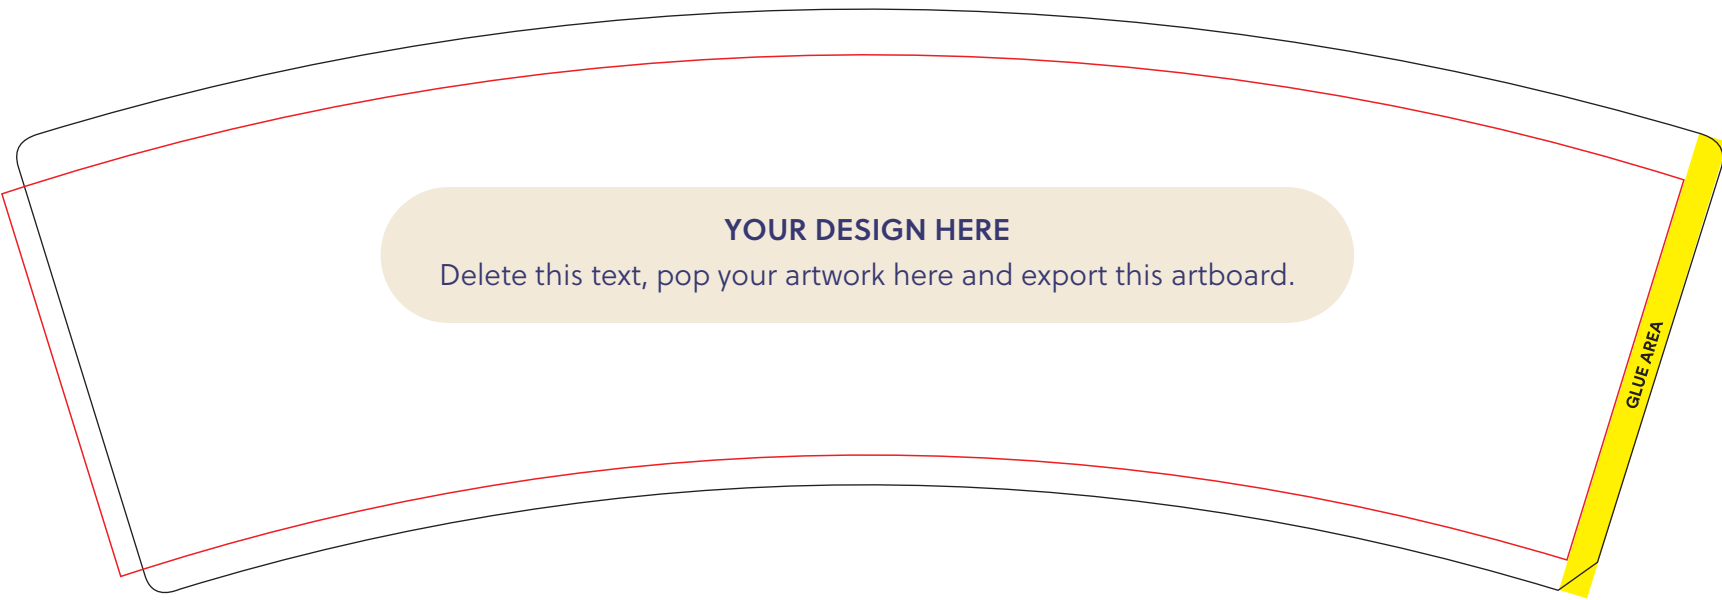 YOUR DESIGN HERE
Delete this text, pop your artwork here and export this artboard.
GLUE AREA